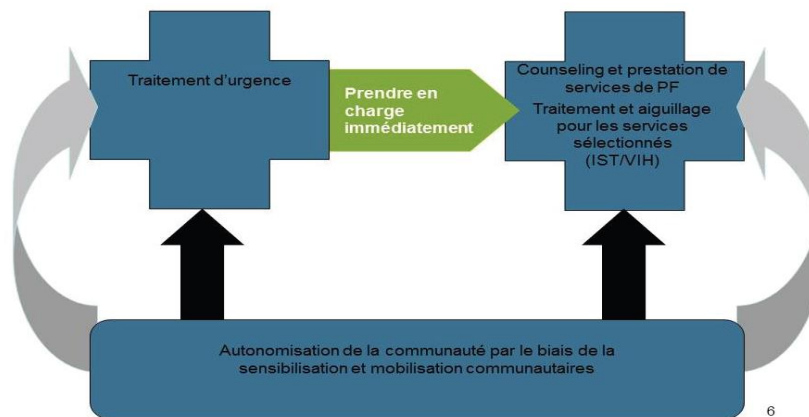 Traitement d'urgence
Prendre en
charge
immédiatement
Counseling et prestation de
services de PF
Traitement et aiguillage
pour les services
sélectionnés
(IST/VIH)
Autonomisation de la communauté par le biais de la
sensibilisation et mobilisation communautaires
6